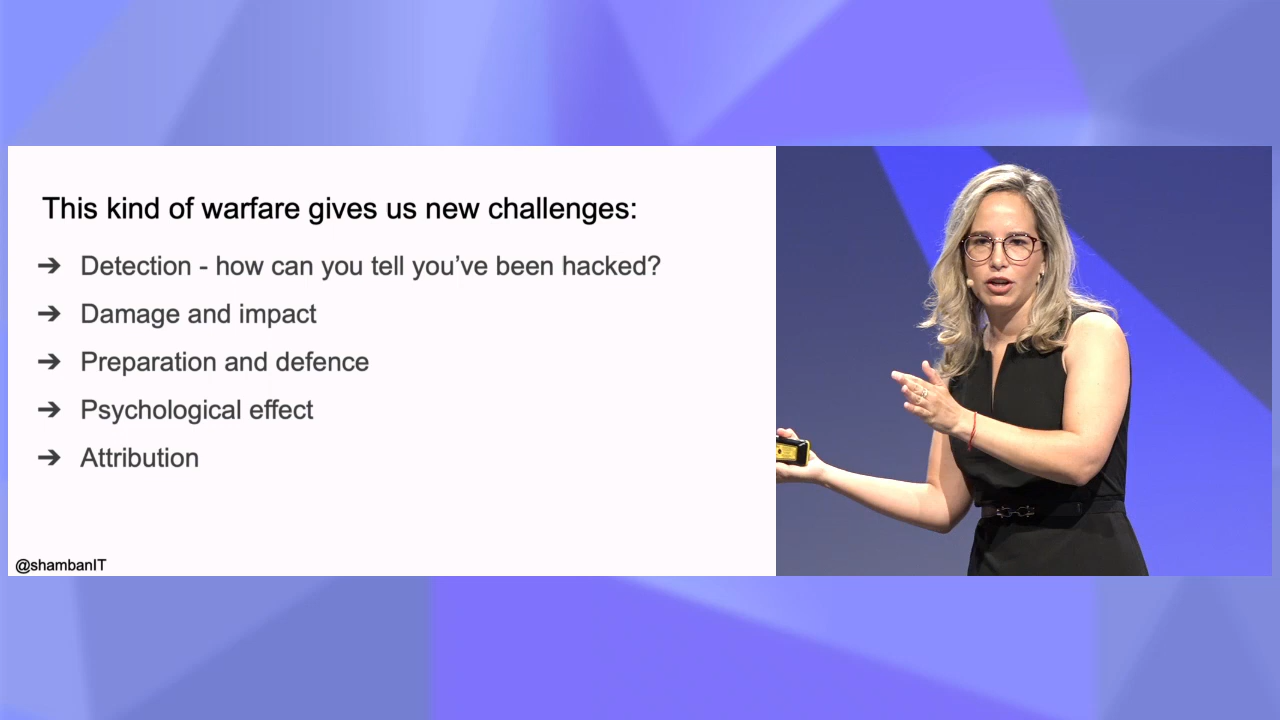 This kind of warfare gives us new challenges:
➔ Detection - how can you tell you’ve been hacked?
➔ Damage and impact
➔ Preparation and defence
➔ Psychological effect
➔ Attribution
@shambanIT